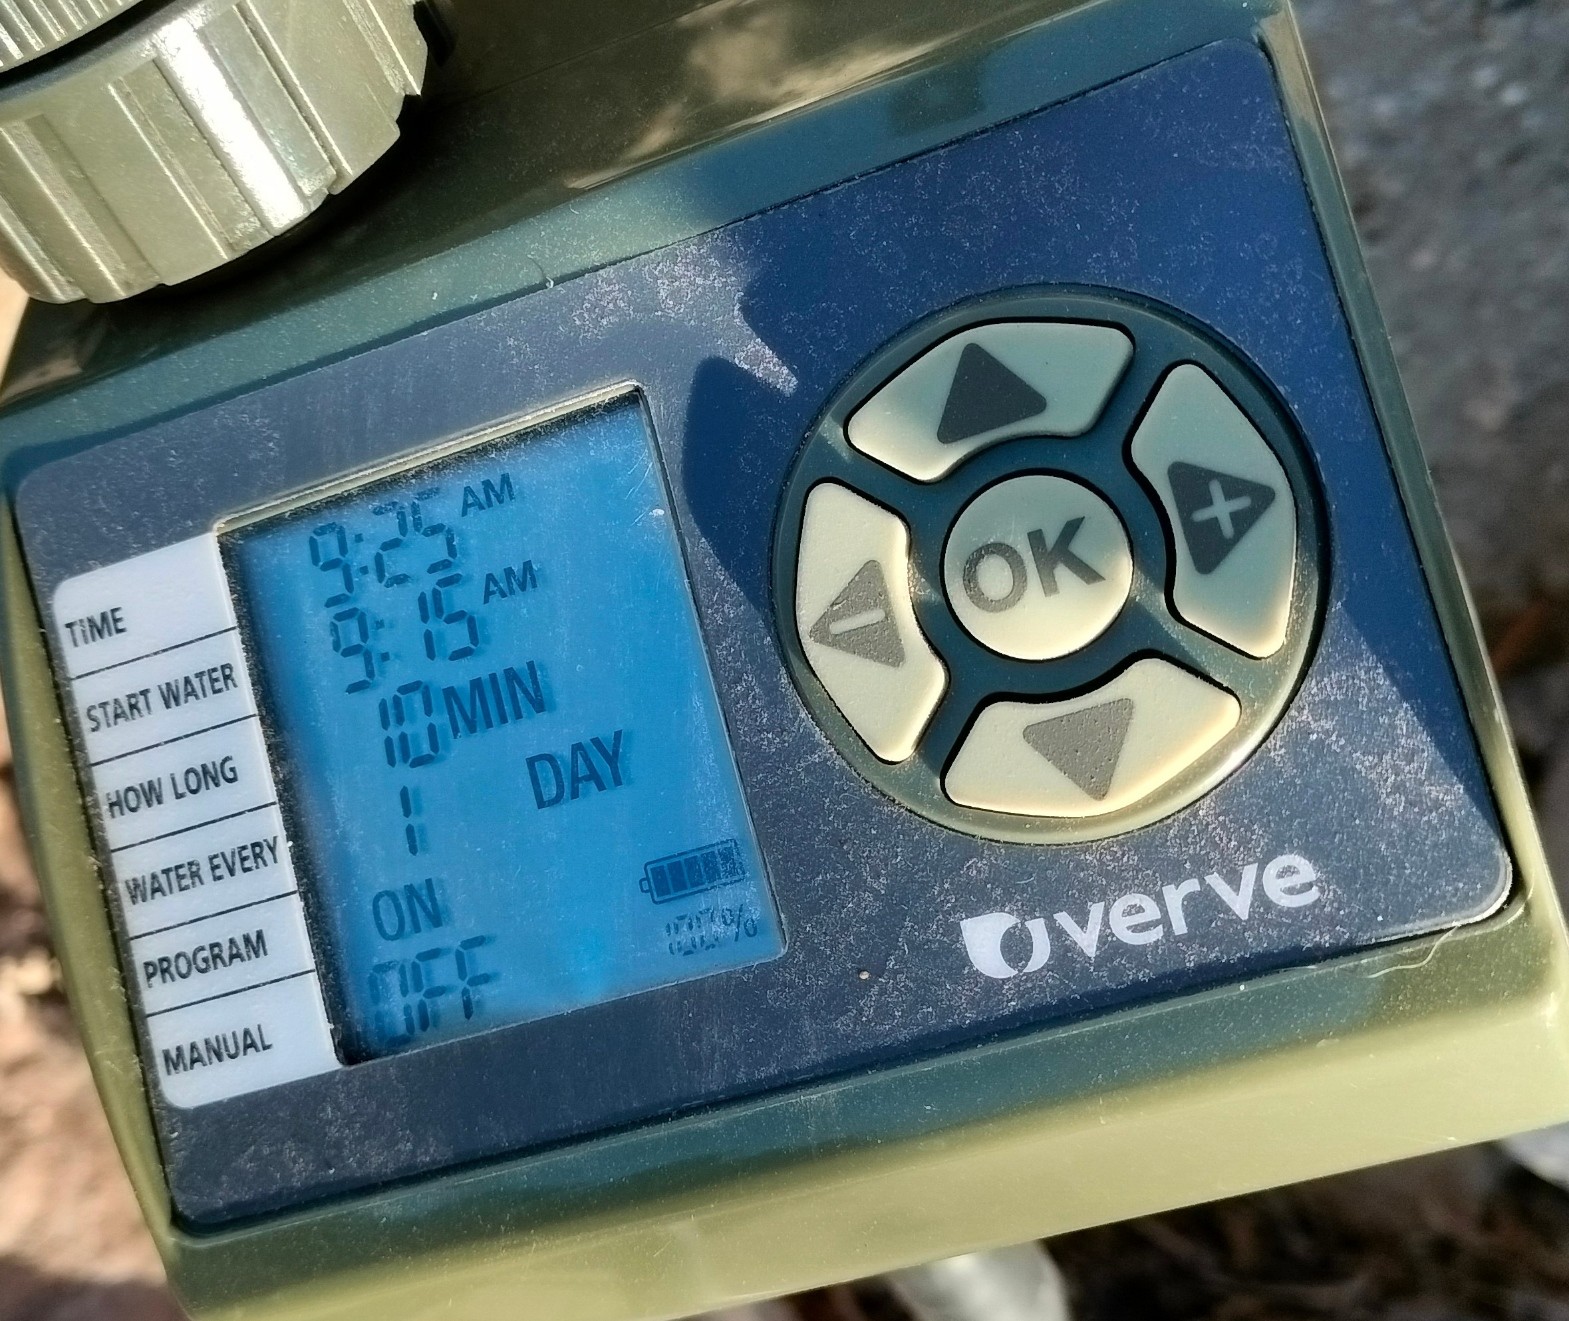 TIME 9:25 AM
START WATER 9:15 AM
HOW LONG 10 MIN
WATER EVERY 1 DAY
PROGRAM ON
100%
MANUAL OFF
OK
verve